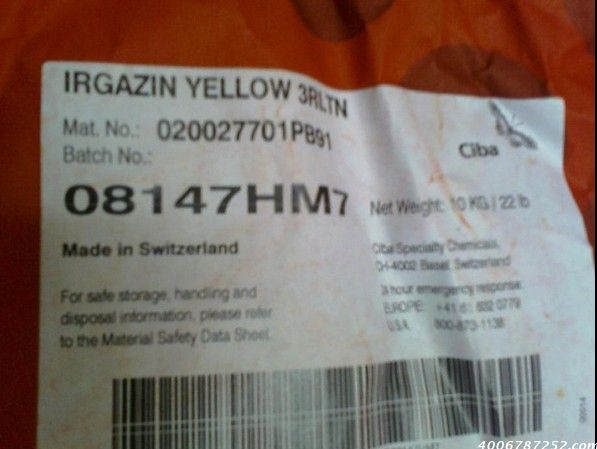 IRGAZIN YELLOW 3RLTN
Mat. No.: 020027701PB91
Batch No.:
Ciba
08147HM7
Net Weight: 10 KG / 22 lb
Made in Switzerland
Ciba Specialty Chemicals,
CH-4002 Basel, Switzerland
For safe storage, handling and
disposal information, please refer
to the Material Safety Data Sheet.
24 hour emergency response:
EUROPE: +41 61 632 0779
U.S.A. 800-873-1138
4006787252.com